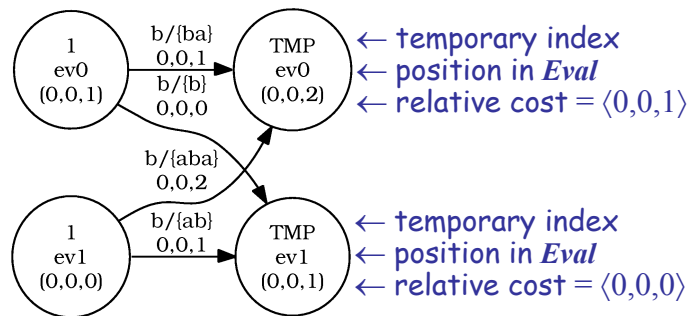 1
ev0
(0,0,1)
b/{ba}
0,0,1
b/{b}
0,0,0
TMP
ev0
(0,0,2)
← temporary index
← position in Eval
← relative cost = ⟨0,0,1⟩
1
ev1
(0,0,0)
b/{aba}
0,0,2
b/{ab}
0,0,1
TMP
ev1
(0,0,1)
← temporary index
← position in Eval
← relative cost = ⟨0,0,0⟩